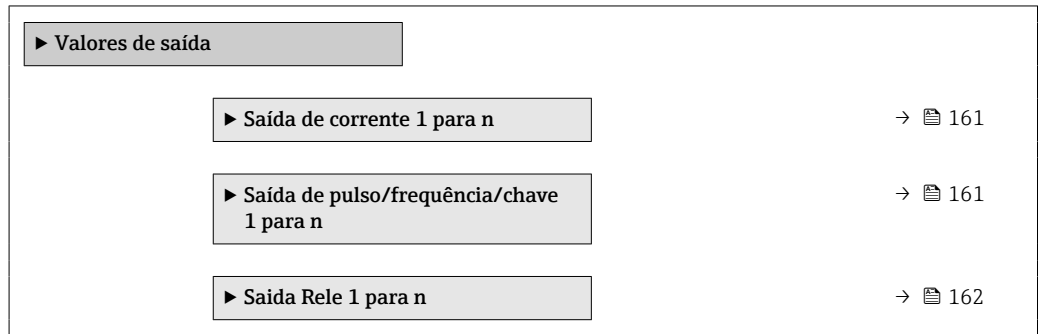 ▶ Valores de saída
▶ Saída de corrente 1 para n → 161
▶ Saída de pulso/frequência/chave → 161
1 para n
▶ Saida Rele 1 para n → 162